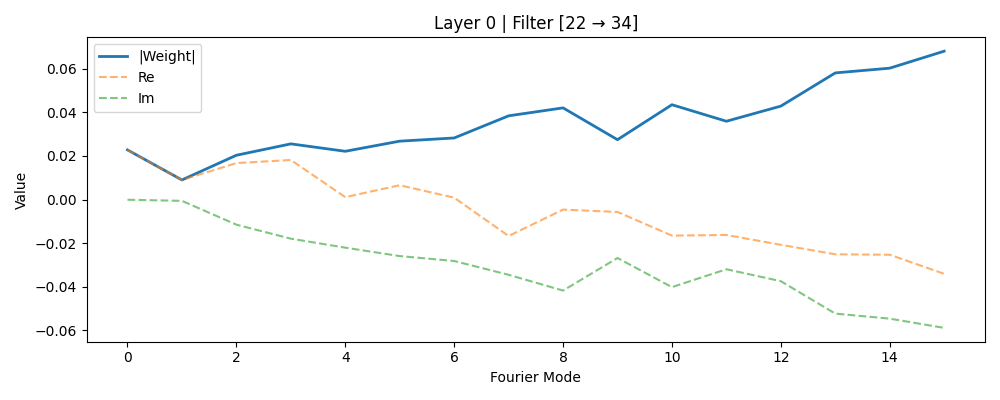 Layer 0 | Filter [22 → 34]
|Weight|
Re
Im
0.06
0.04
0.02
0.00
−0.02
−0.04
−0.06
Value
0 2 4 6 8 10 12 14
Fourier Mode